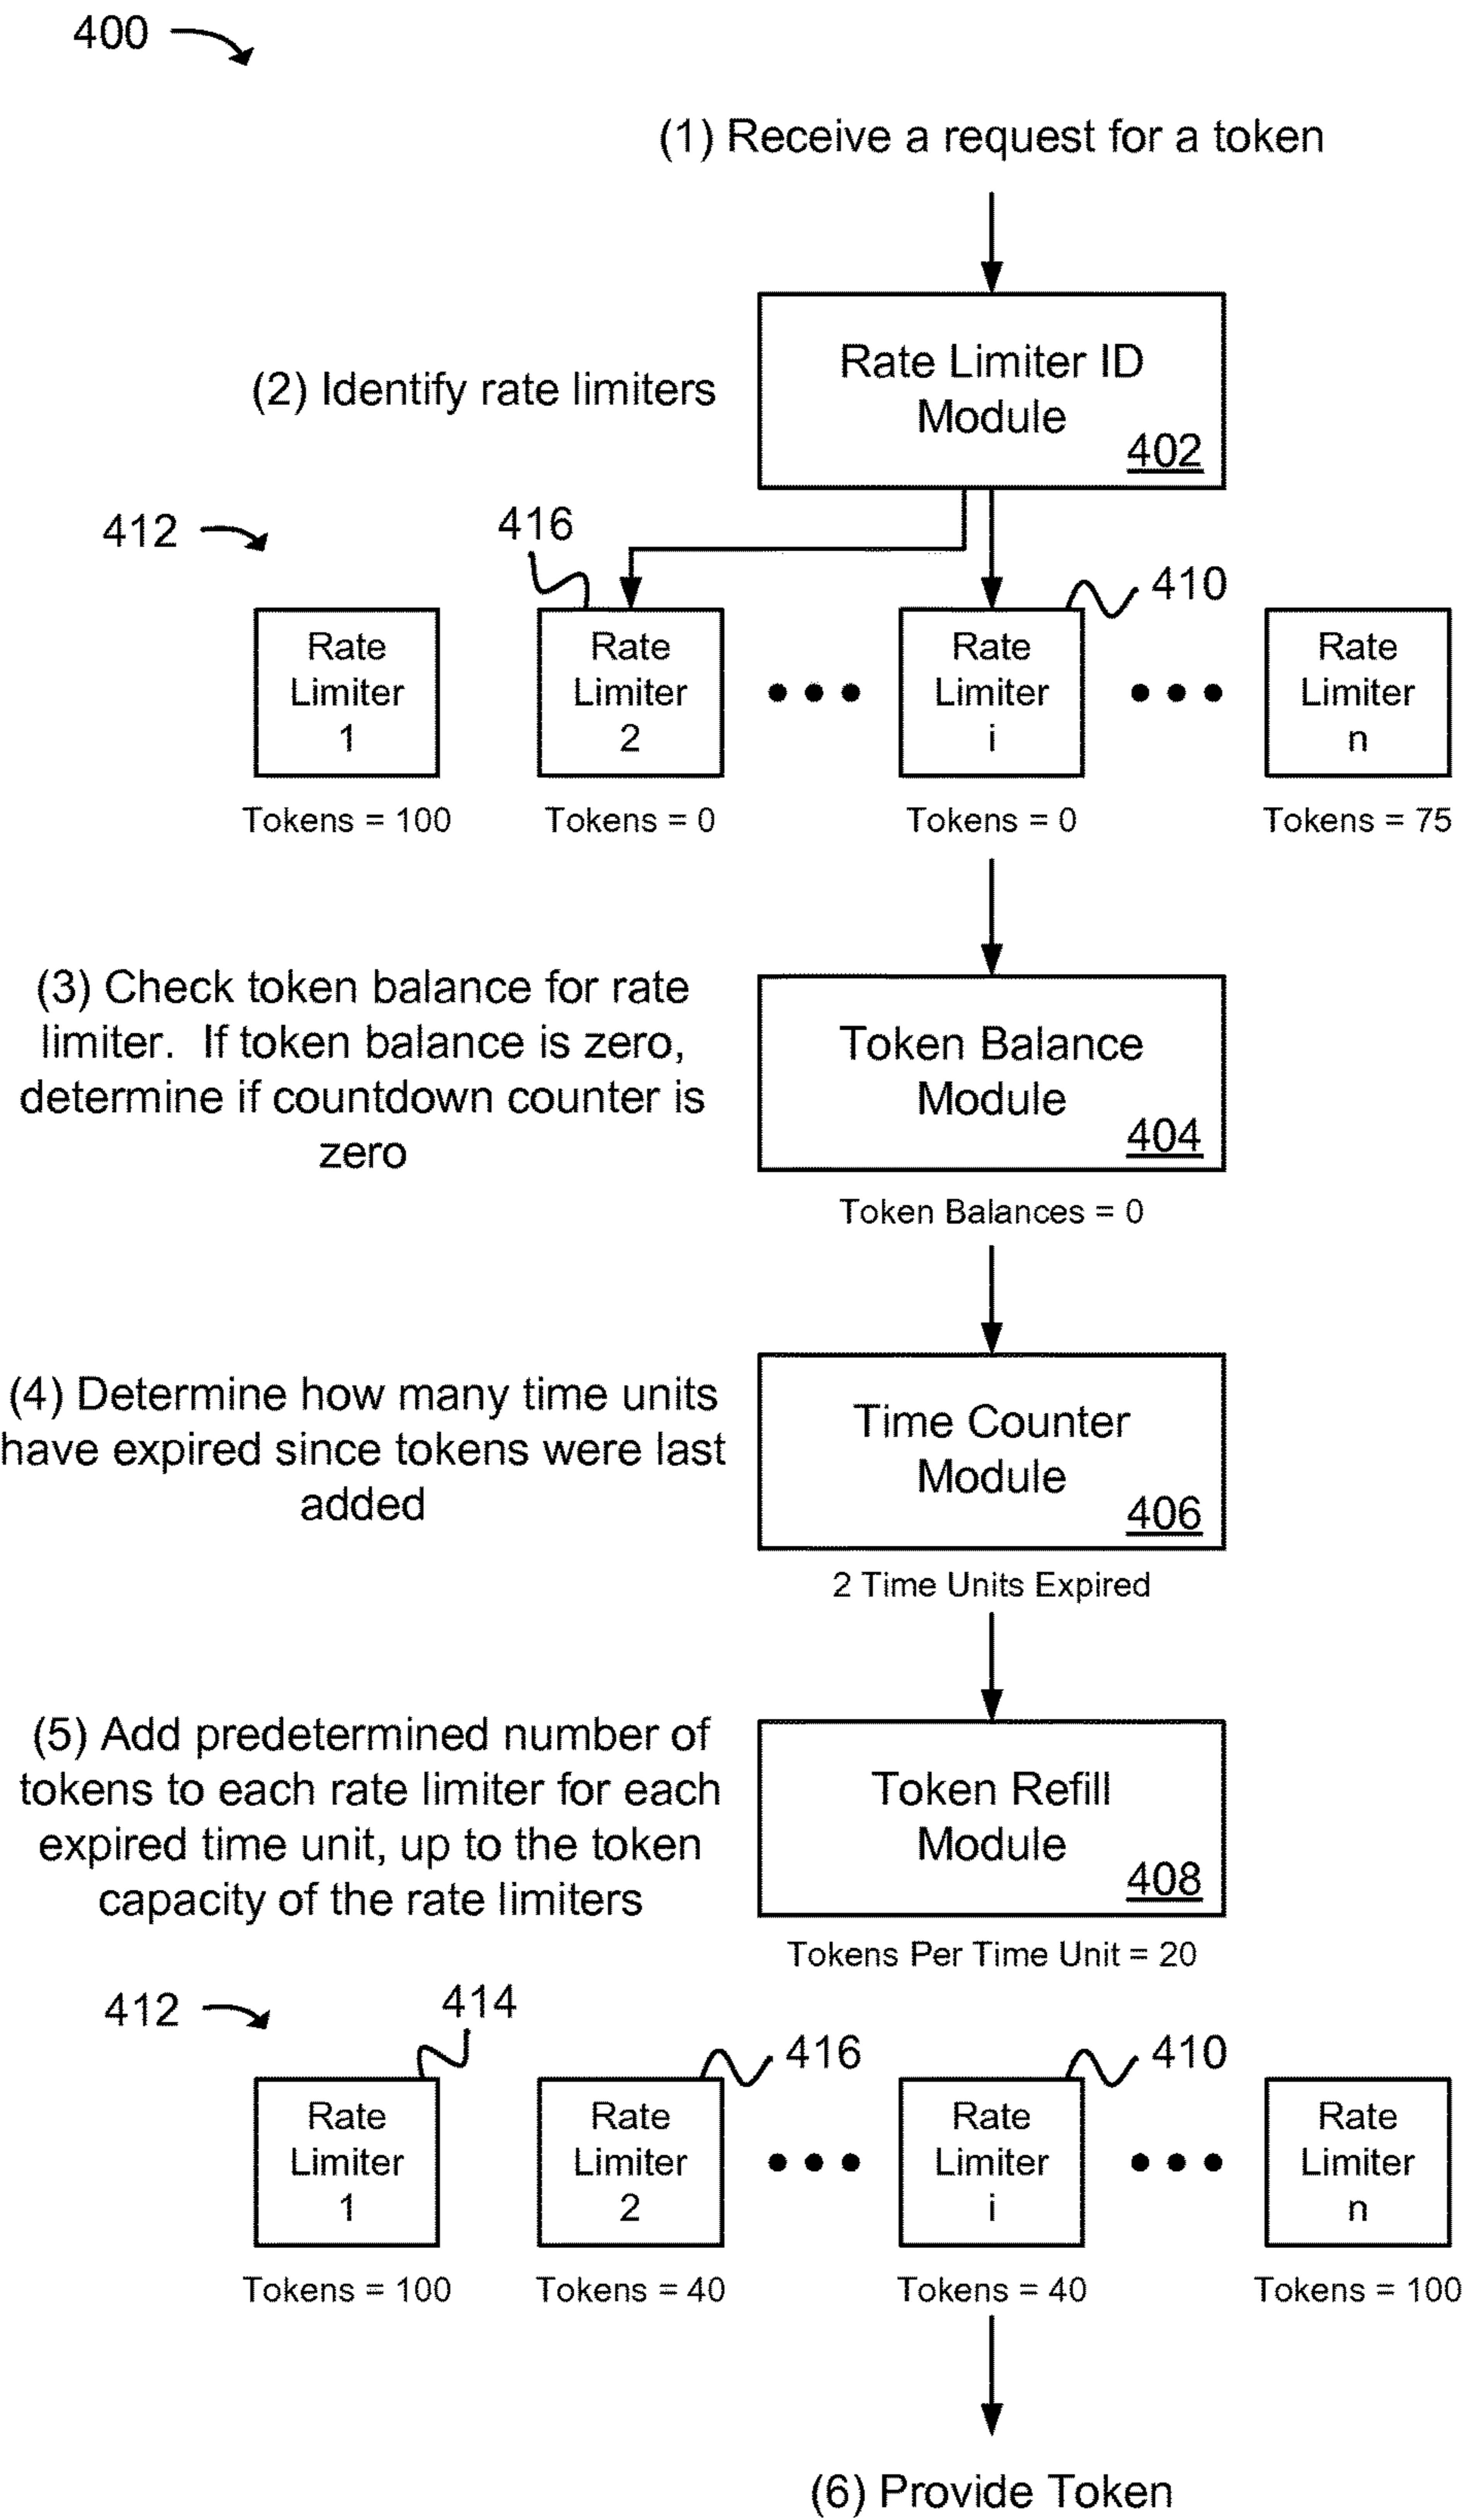 400
(1) Receive a request for a token
Rate Limiter ID
Module
402
(2) Identify rate limiters
412
416
410
Rate
Limiter
1
Rate
Limiter
2
Rate
Limiter
i
Rate
Limiter
n
Tokens = 100
Tokens = 0
Tokens = 0
Tokens = 75
(3) Check token balance for rate
limiter.  If token balance is zero,
determine if countdown counter is
zero
Token Balance
Module
404
Token Balances = 0
(4) Determine how many time units
have expired since tokens were last
added
Time Counter
Module
406
2 Time Units Expired
(5) Add predetermined number of
tokens to each rate limiter for each
expired time unit, up to the token
capacity of the rate limiters
Token Refill
Module
408
Tokens Per Time Unit = 20
412
414
416
410
Rate
Limiter
1
Rate
Limiter
2
Rate
Limiter
i
Rate
Limiter
n
Tokens = 100
Tokens = 40
Tokens = 40
Tokens = 100
(6) Provide Token